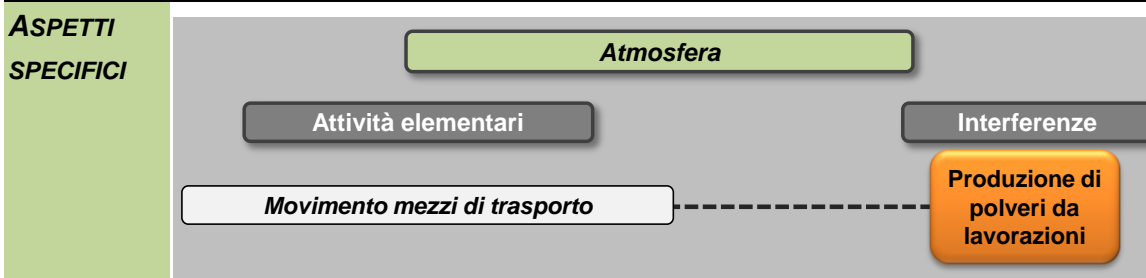 ASPETTI
SPECIFICI
Atmosfera
Attività elementari
Interferenze
Movimento mezzi di trasporto
Produzione di
polveri da
lavorazioni